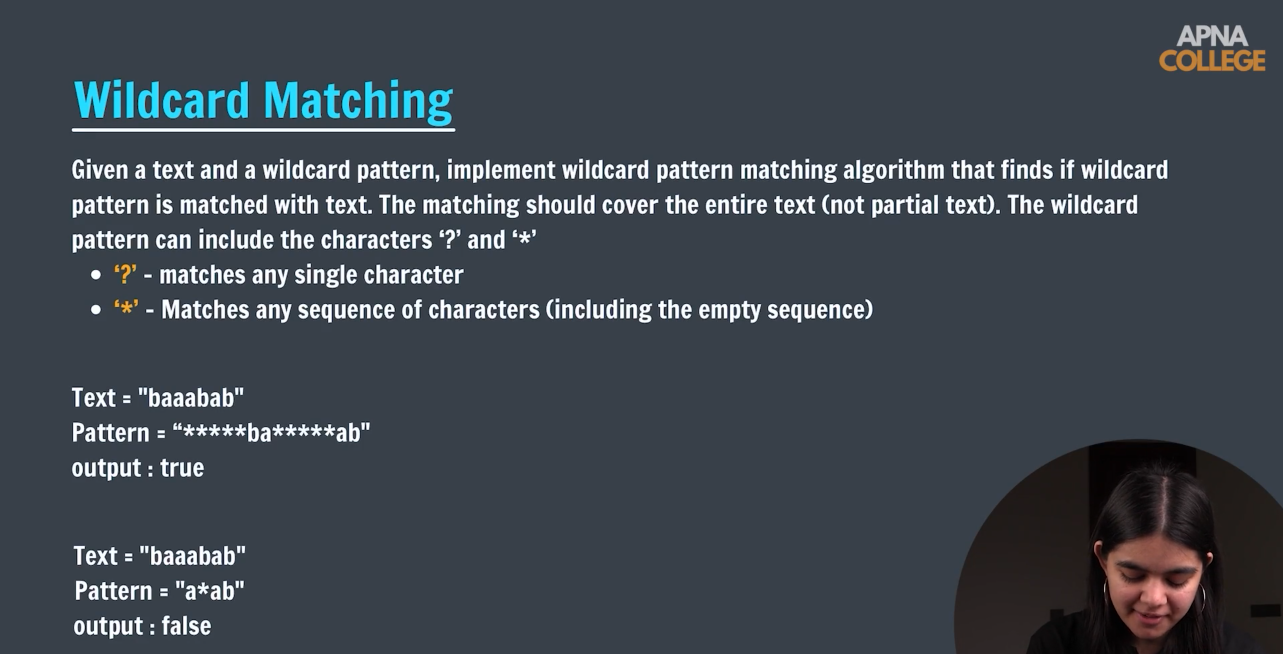 APNA
COLLEGE
Wildcard Matching
Given a text and a wildcard pattern, implement wildcard pattern matching algorithm that finds if wildcard
pattern is matched with text. The matching should cover the entire text (not partial text). The wildcard
pattern can include the characters ‘?’ and ‘*’
• ‘?’ - matches any single character
• ‘*’ - Matches any sequence of characters (including the empty sequence)
Text = "baaabab"
Pattern = “*****ba*****ab"
output : true
Text = "baaabab"
Pattern = "a*ab"
output : false